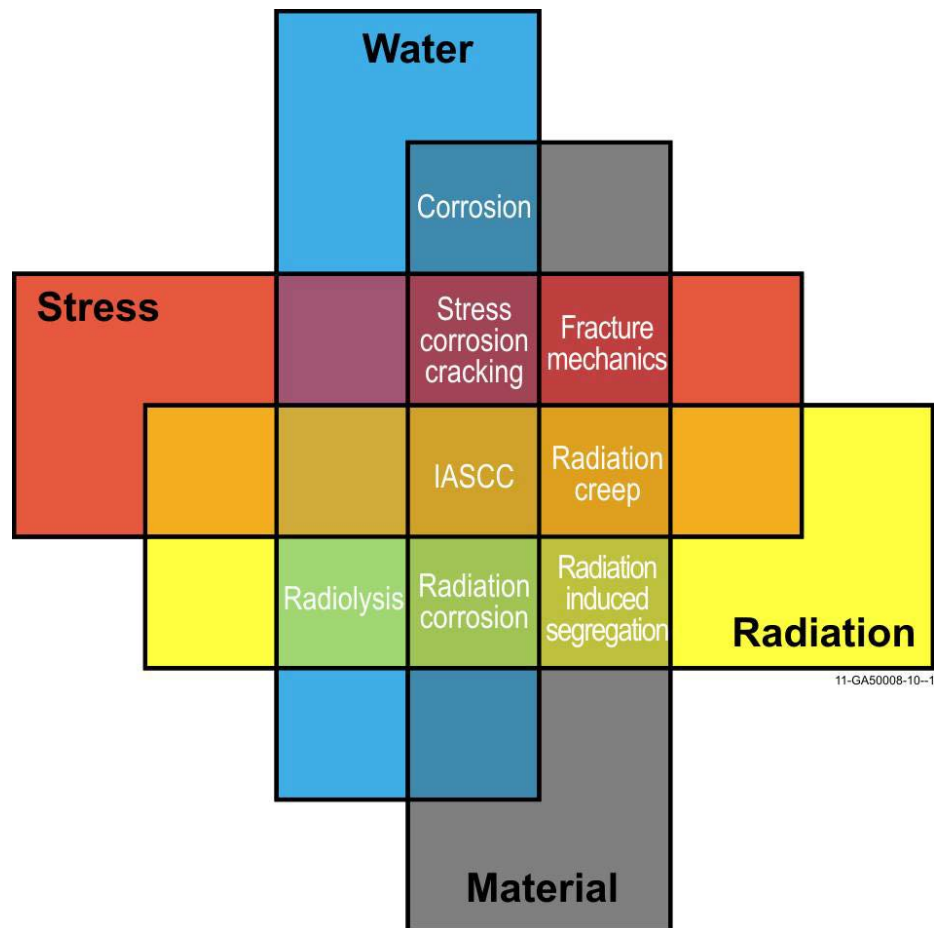 Water
Corrosion
Stress
Stress
corrosion
cracking
Fracture
mechanics
IASCC
Radiation
creep
Radiolysis
Radiation
corrosion
Radiation
induced
segregation
Radiation
11-GA50008-10--1
Material